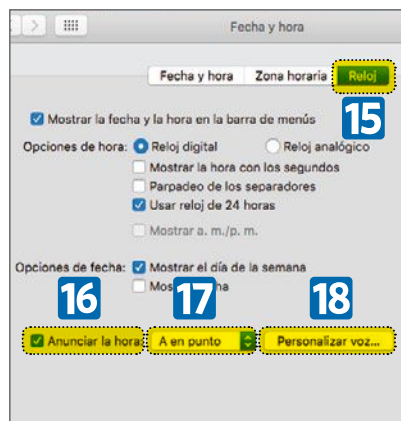 Fecha y hora
Fecha y hora Zona horaria Reloj
15
Mostrar la fecha y la hora en la barra de menús
Opciones de hora: Reloj digital Reloj analógico
Mostrar la hora con los segundos
Parpadeo de los separadores
Usar reloj de 24 horas
Mostrar a. m./p. m.
Opciones de fecha: Mostrar el día de la semana
16 17 18
Anunciar la hora: A en punto Personalizar voz...